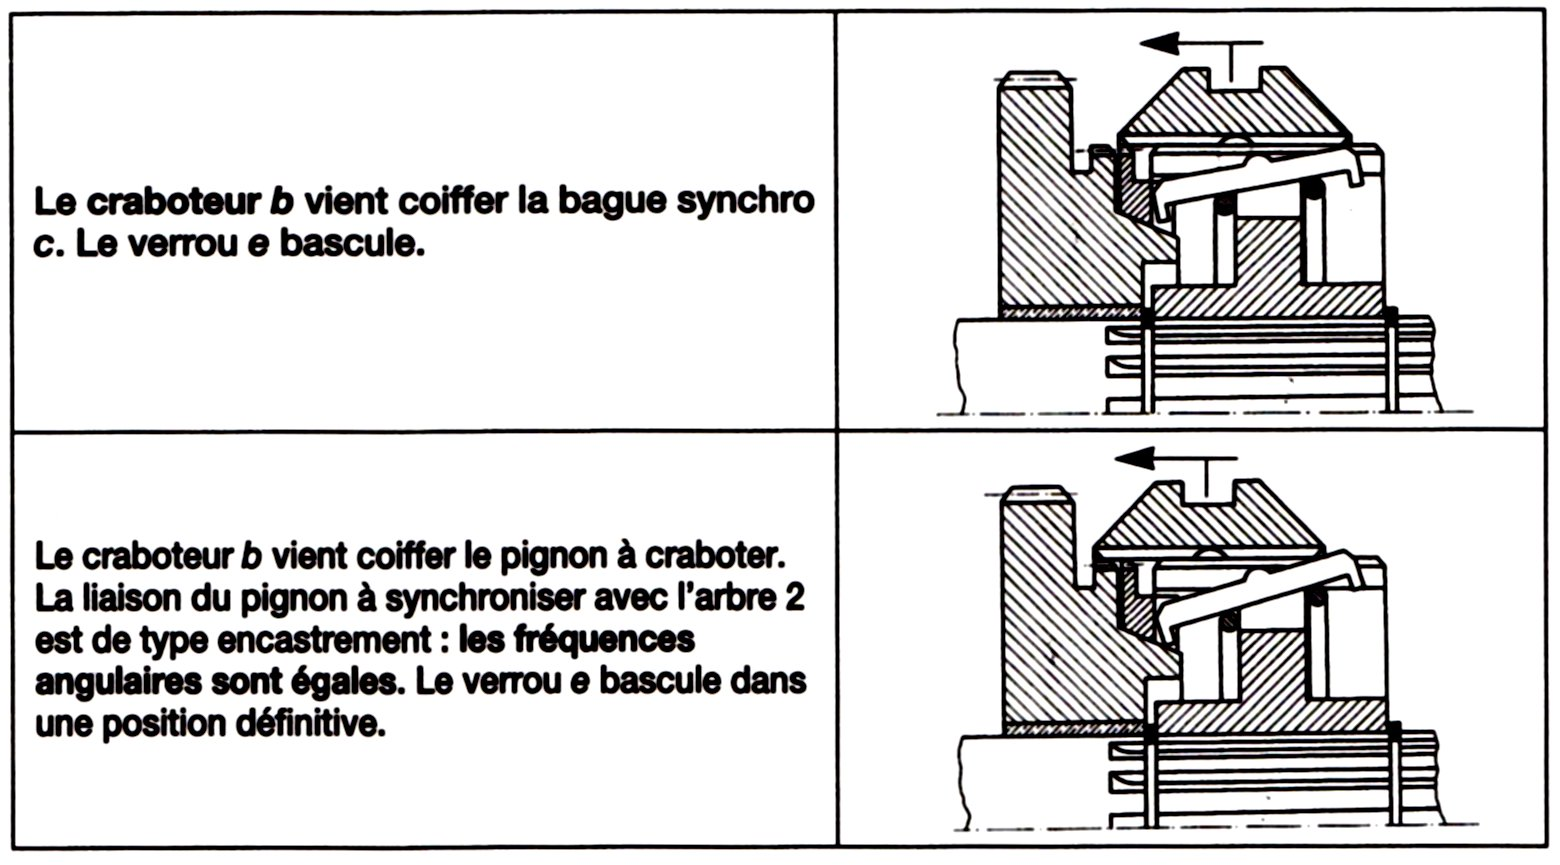 Le craboteur b vient coiffer la bague synchro
c. Le verrou e bascule.
Le craboteur b vient coiffer le pignon à craboter.
La liaison du pignon à synchroniser avec l'arbre 2
est de type encastrement : les fréquences
angulaires sont égales. Le verrou e bascule dans
une position définitive.